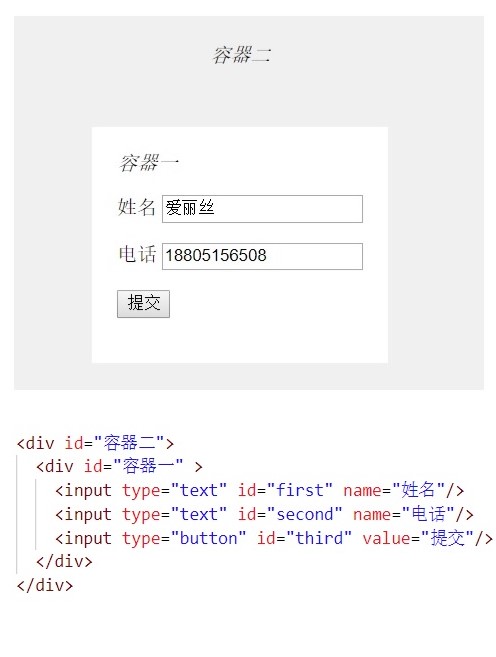 容器二
容器一
姓名 爱丽丝
电话 18805156508
提交
<div id="容器二">
<div id="容器一" >
<input type="text" id="first" name="姓名"/>
<input type="text" id="second" name="电话"/>
<input type="button" id="third" value="提交"/>
</div>
</div>